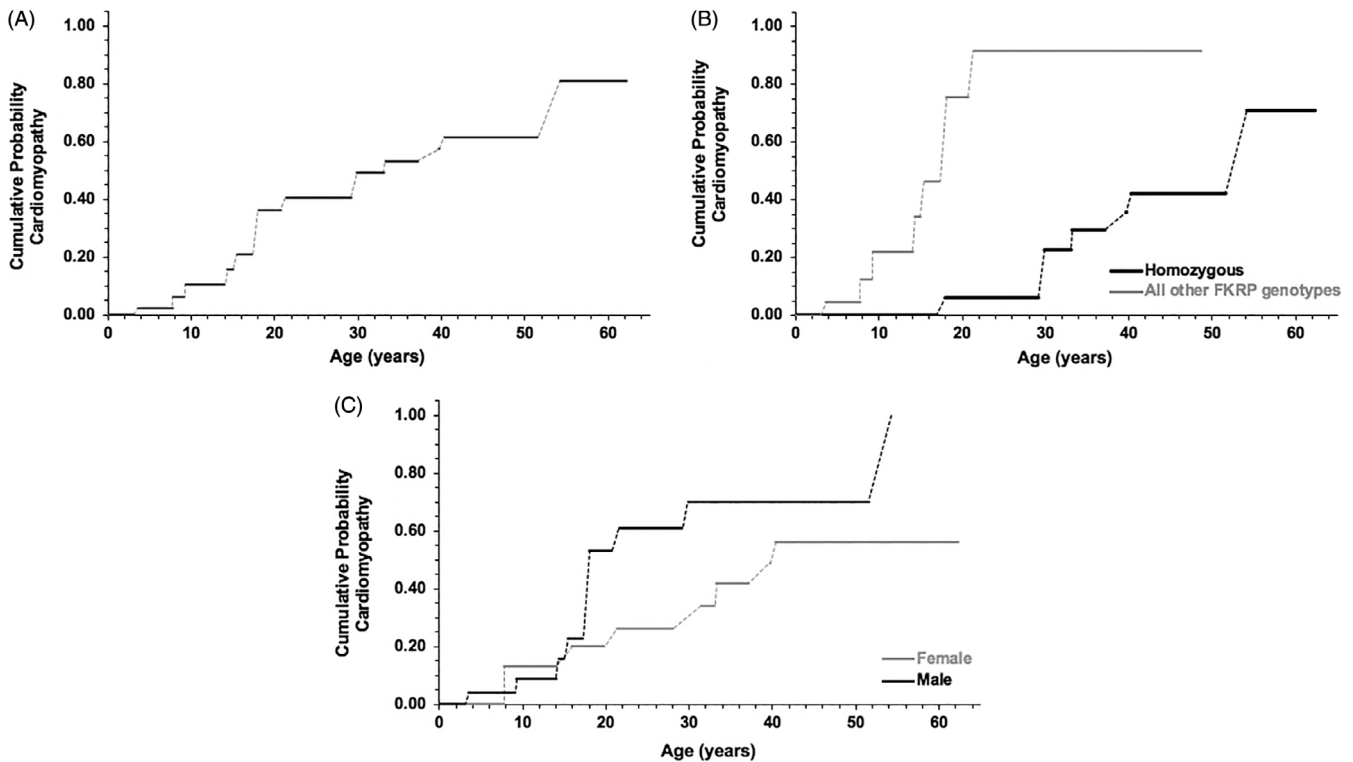 (A)
1.00
0.80
0.60
0.40
0.20
0.00
Cumulative Probability
Cardiomyopathy
0 10 20 30 40 50 60
Age (years)
(B)
1.00
0.80
0.60
0.40
0.20
0.00
Cumulative Probability
Cardiomyopathy
Homozygous
All other FKRP genotypes
0 10 20 30 40 50 60
Age (years)
(C)
1.00
0.80
0.60
0.40
0.20
0.00
Cumulative Probability
Cardiomyopathy
Female
Male
0 10 20 30 40 50 60
Age (years)